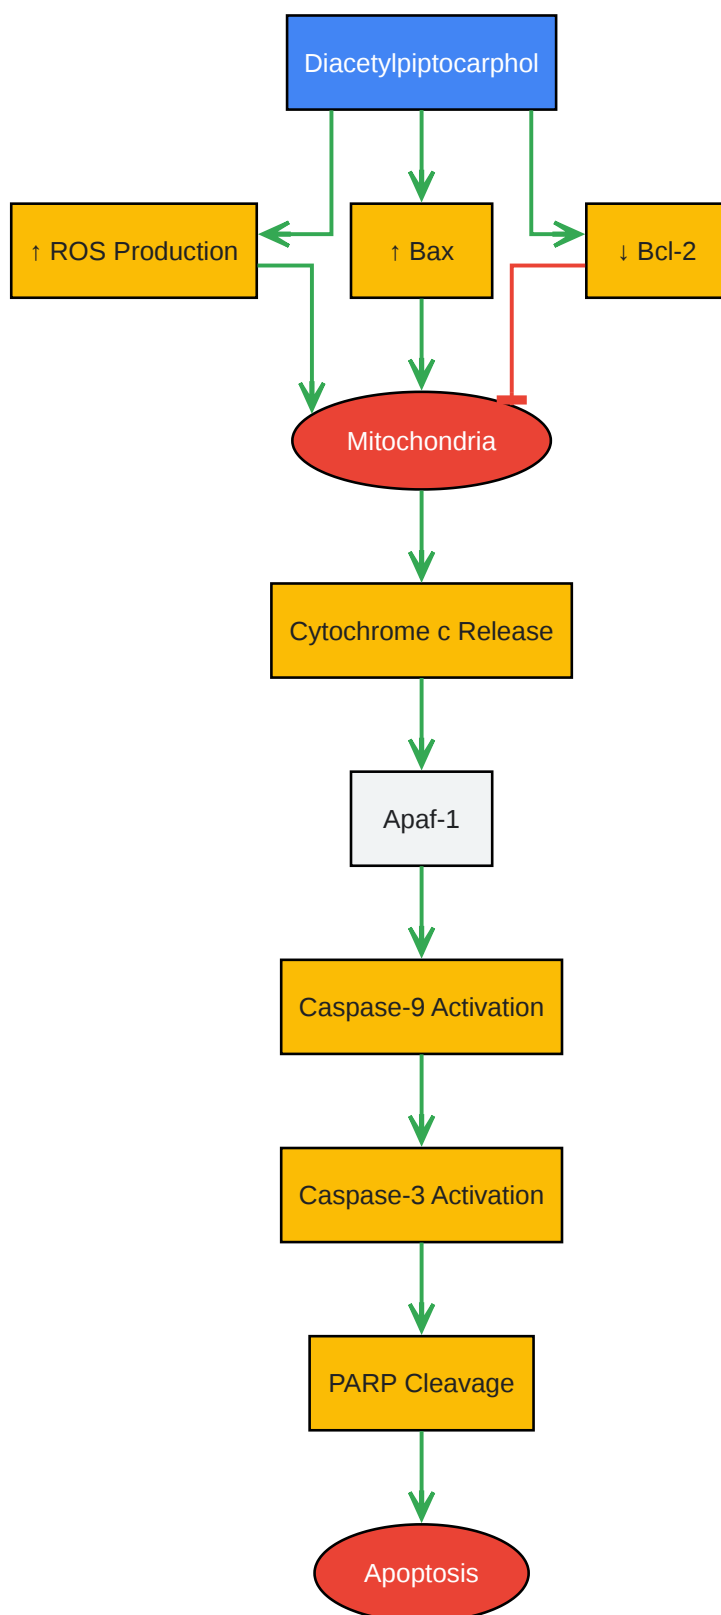 Diacetylpiptocarphol
↑ ROS Production
↑ Bax
↓ Bcl-2
Mitochondria
Cytochrome c Release
Apaf-1
Caspase-9 Activation
Caspase-3 Activation
PARP Cleavage
Apoptosis